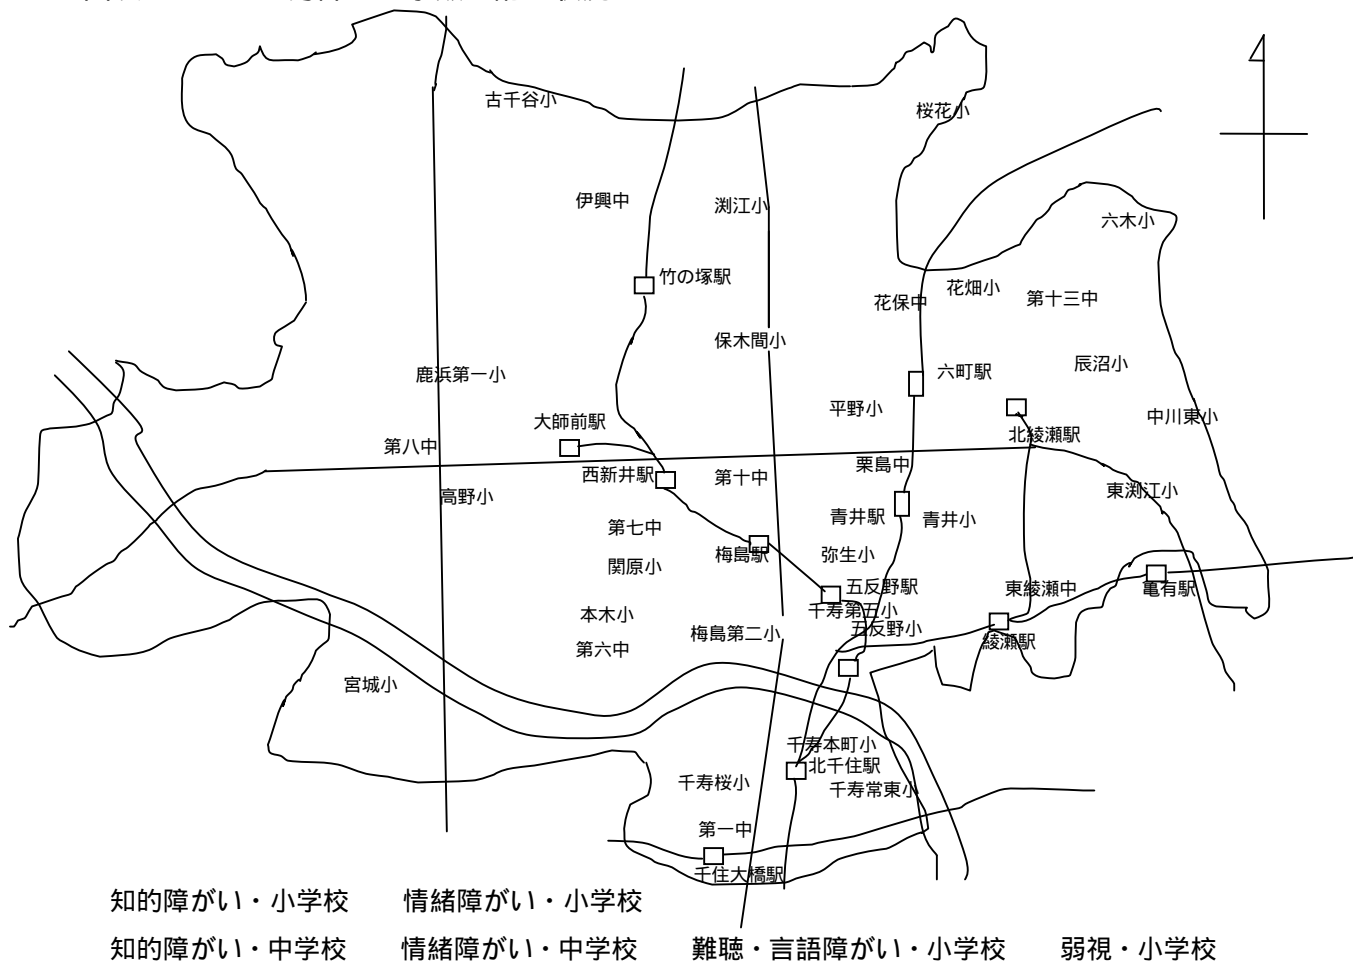 古千谷小
桜花小
伊興中
渕江小
六木小
竹の塚駅
花畑小
花保中
第十三中
保木間小
辰沼小
鹿浜第一小
六町駅
平野小
中川東小
大師前駅
北綾瀬駅
第八中
栗島中
西新井駅
第十中
東渕江小
高野小
青井駅
青井小
第七中
梅島駅
弥生小
関原小
五反野駅
東綾瀬中
亀有駅
千寿第五小
本木小
五反野小
梅島第二小
綾瀬駅
第六中
宮城小
千寿本町小
北千住駅
千寿桜小
千寿常東小
第一中
千住大橋駅
知的障がい・小学校 情緒障がい・小学校
知的障がい・中学校 情緒障がい・中学校 難聴・言語障がい・小学校 弱視・小学校